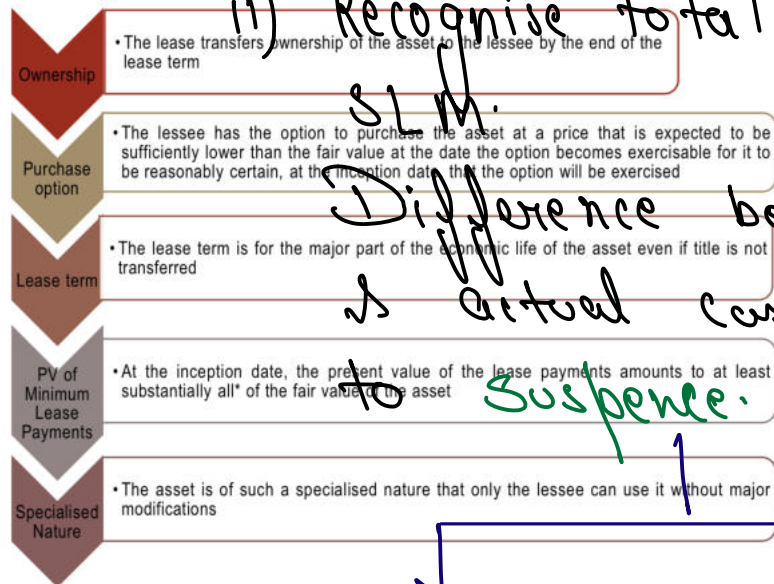 ii) Recognise total
Ownership
• The lease transfers ownership of the asset to the lessee by the end of the
lease term
SLM.
Purchase
option
• The lessee has the option to purchase the asset at a price that is expected to be
sufficiently lower than the fair value at the date the option becomes exercisable for it to
be reasonably certain, at the inception date, that the option will be exercised
Difference be
Lease term
• The lease term is for the major part of the economic life of the asset even if title is not
transferred
actual cas
PV of
Minimum
Lease
Payments
• At the inception date, the present value of the lease payments amounts to at least
substantially all* of the fair value of the asset
to Suspence.
Specialised
Nature
• The asset is of such a specialised nature that only the lessee can use it without major
modifications